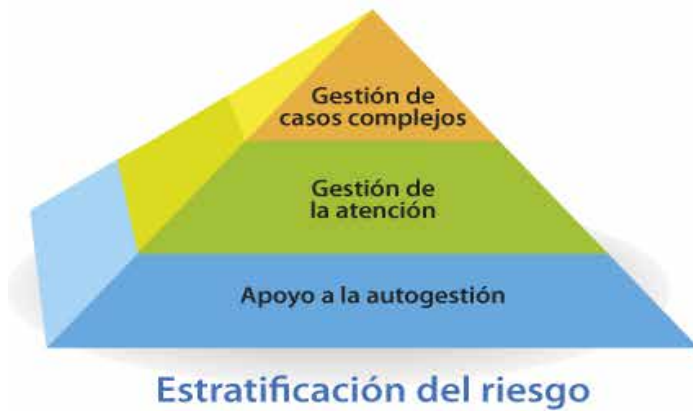 Gestión de
casos complejos
Gestión de
la atención
Apoyo a la autogestión
Estratificación del riesgo